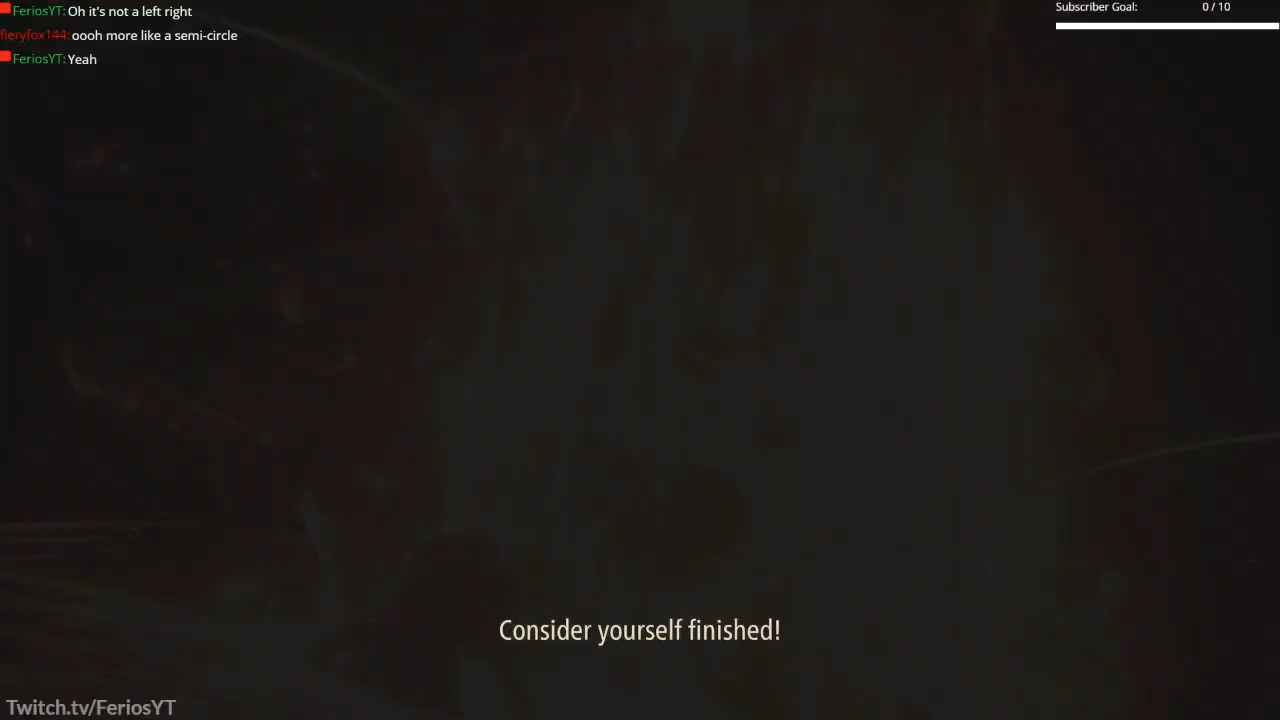 FeriosYT: Oh it's not a left right
fieryfox144: oooh more like a semi-circle
FeriosYT: Yeah
Subscriber Goal: 0 / 10
Consider yourself finished!
Twitch.tv/FeriosYT